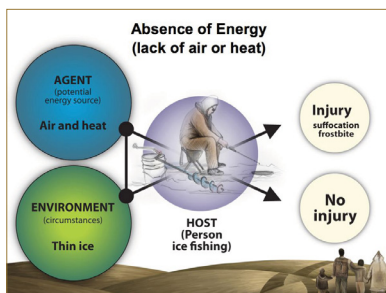 Absence of Energy
(lack of air or heat)
AGENT
(potential
energy source)
Air and heat
ENVIRONMENT
(circumstances)
Thin ice
HOST
(Person
ice fishing)
Injury
suffocation
frostbite
No
injury